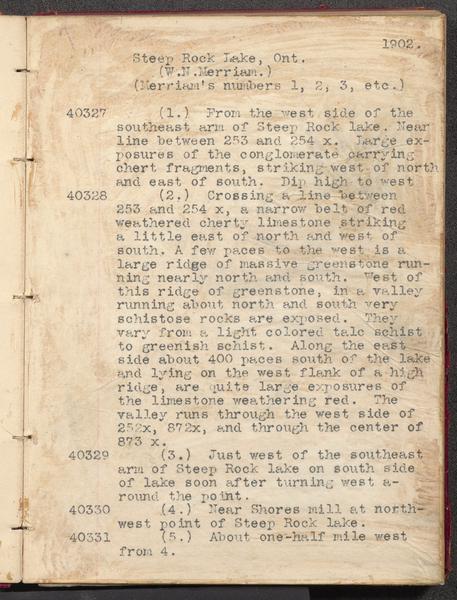 1902.
Steep Rock Lake, Ont.
(W.N.Merriam.)
(Merriam's numbers 1, 2, 3, etc.)
40327 (1.) From the west side of the
southeast arm of Steep Rock lake. Near
line between 253 and 254 x. Large ex-
posures of the conglomerate carrying
chert fragments, striking west of north
and east of south. Dip high to west
40328 (2.) Crossing a line between
253 and 254 x, a narrow belt of red
weathered cherty limestone striking
a little east of north and west of
south. A few paces to the west is a
large ridge of massive greenstone run-
ning nearly north and south. West of
this ridge of greenstone, in a valley
running about north and south very
schistose rocks are exposed. They
vary from a light colored talc schist
to greenish schist. Along the east
side about 400 paces south of the lake
and lying on the west flank of a high
ridge, are quite large exposures of
the limestone weathering red. The
valley runs through the west side of
252x, 872x, and through the center of
873 x.
40329 (3.) Just west of the southeast
arm of Steep Rock lake on south side
of lake soon after turning west a-
round the point.
40330 (4.) Near Shores mill at north-
west point of Steep Rock lake.
40331 (5.) About one-half mile west
from 4.